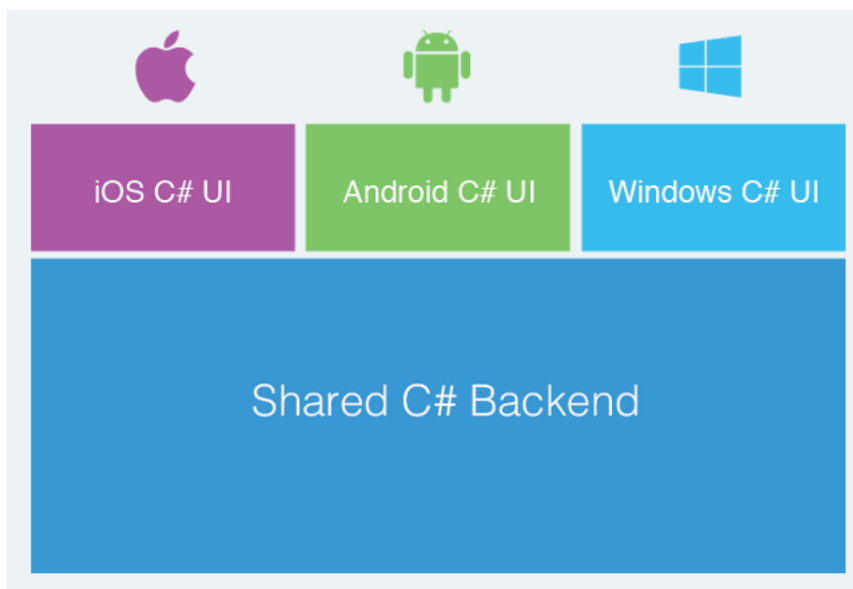 iOS C# UI
Android C# UI
Windows C# UI
Shared C# Backend